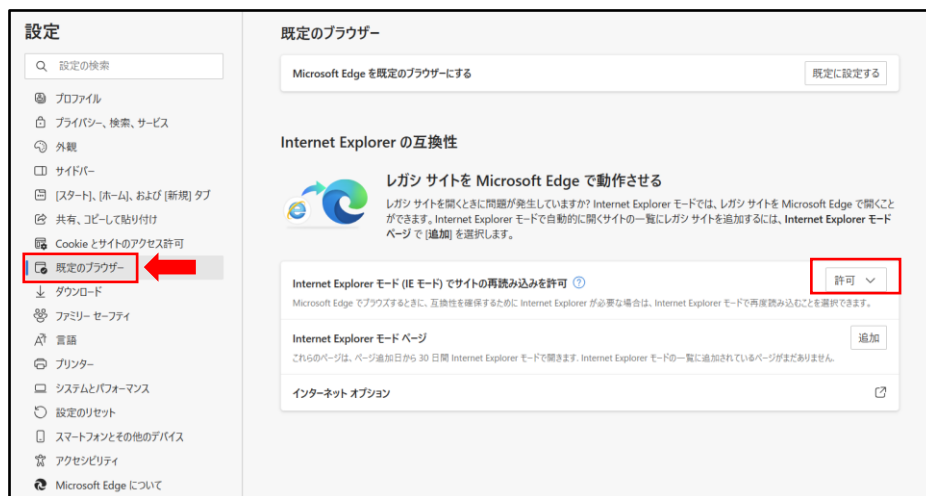 設定
設定の検索
プロファイル
プライバシー、検索、サービス
外観
サイドバー
[スタート]、[ホーム]、および [新規] タブ
共有、コピーして貼り付け
Cookie とサイトのアクセス許可
既定のブラウザー
ダウンロード
ファミリー セーフティ
言語
プリンター
システムとパフォーマンス
設定のリセット
スマートフォンとその他のデバイス
アクセシビリティ
Microsoft Edge について
既定のブラウザー
Microsoft Edge を既定のブラウザーにする
既定に設定する
Internet Explorer の互換性
レガシ サイトを Microsoft Edge で動作させる
レガシ サイトを開くときに問題が発生していますか? Internet Explorer モードでは、レガシ サイトを Microsoft Edge で開くこと
ができます。Internet Explorer モードで自動的に開くサイトの一覧にレガシ サイトを追加するには、Internet Explorer モード
ページ で [追加] を選択します。
Internet Explorer モード (IE モード) でサイトの再読み込みを許可
許可
Microsoft Edge でブラウズするときに、互換性を確保するために Internet Explorer が必要な場合は、Internet Explorer モードで再度読み込むことを選択できます。
Internet Explorer モード ページ
追加
これらのページは、ページ追加日から 30 日間 Internet Explorer モードで開きます. Internet Explorer モードの一覧に追加されているページがまだありません.
インターネット オプション